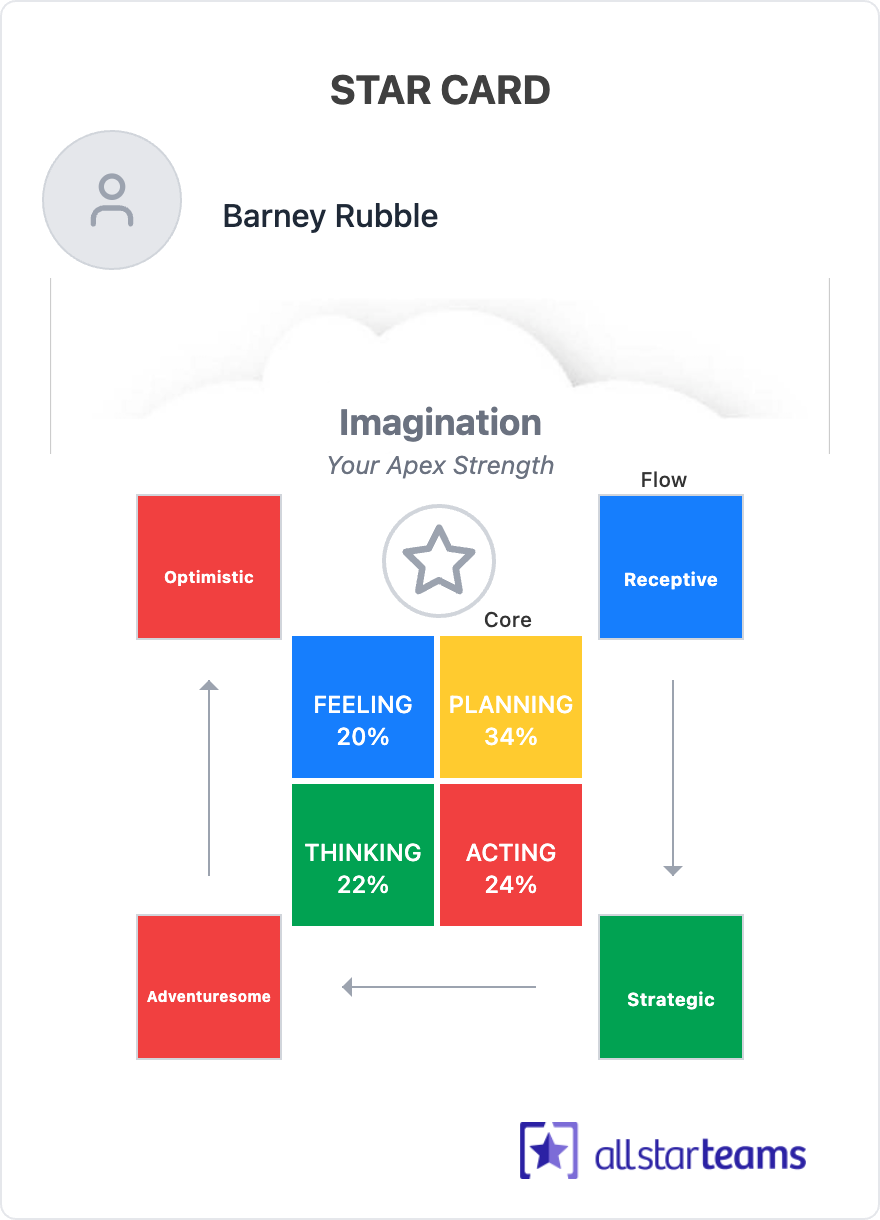 STAR CARD
Barney Rubble
Imagination
Your Apex Strength
Flow
Optimistic
Receptive
Core
FEELING
20%
PLANNING
34%
THINKING
22%
ACTING
24%
Adventuresome
Strategic
allstarteams